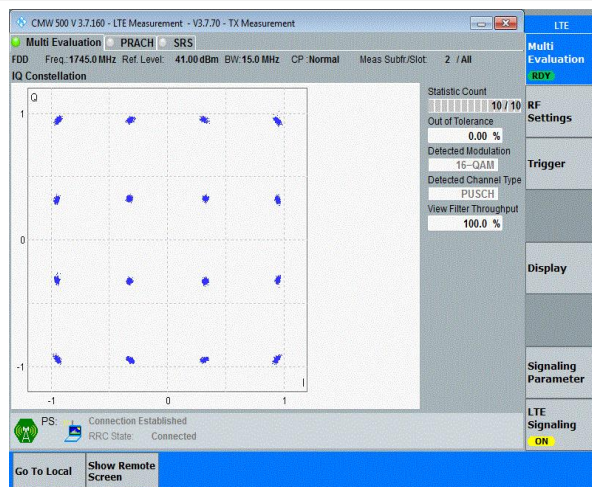 CMW 500 V 3.7.160 - LTE Measurement - V3.7.70 - TX Measurement
LTE
Multi Evaluation PRACH SRS
FDD Freq.:1745.0 MHz Ref. Level: 41.00 dBm BW:15.0 MHz CP :Normal Meas Subfr./Slot: 2 / All
IQ Constellation
Q
1
0
-1
-1 0 1
I
Statistic Count
10 / 10
Out of Tolerance
0.00 %
Detected Modulation
16-QAM
Detected Channel Type
PUSCH
View Filter Throughput
100.0 %
Multi
Evaluation
RDY
RF
Settings
Trigger
Display
Signaling
Parameter
LTE
Signaling
ON
PS: Connection Established
RRC State: Connected
Go To Local
Show Remote
Screen